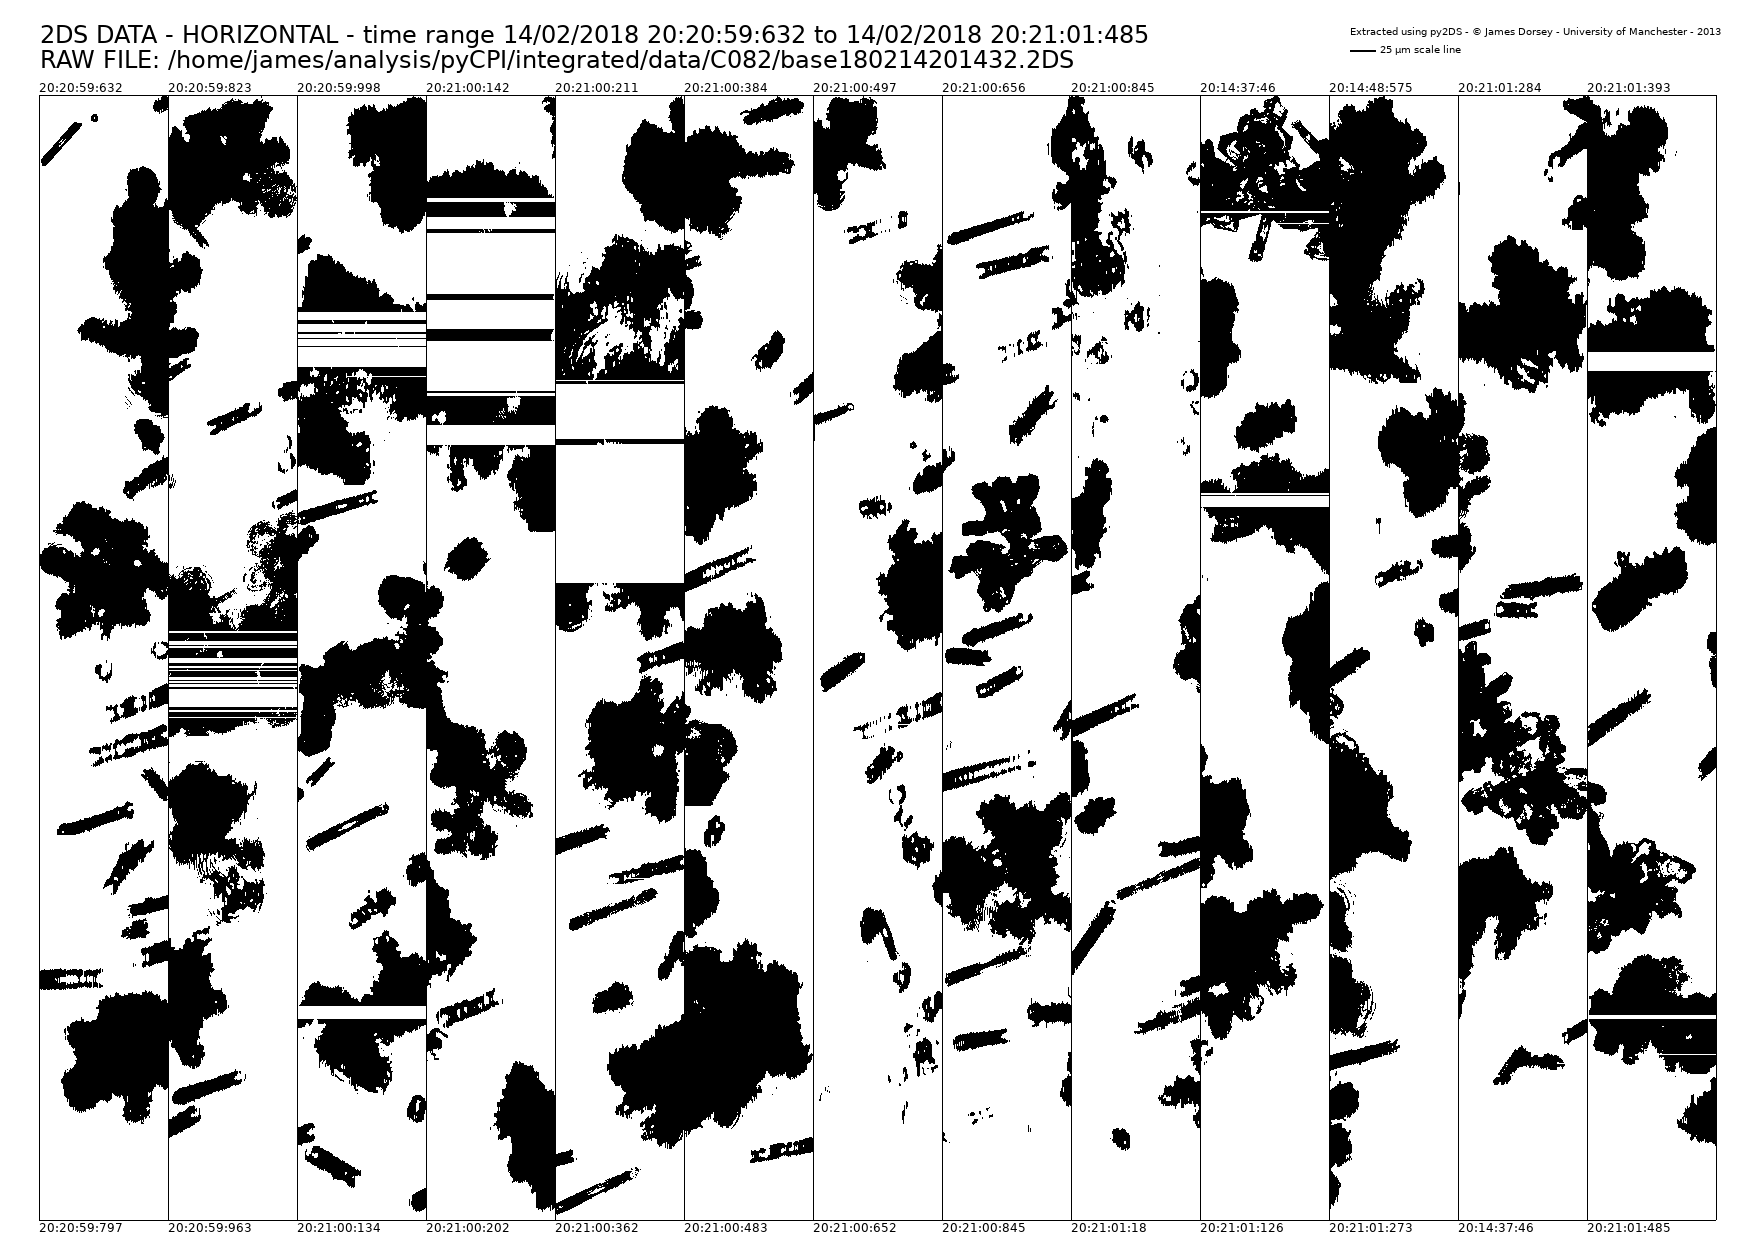 2DS DATA - HORIZONTAL - time range 14/02/2018 20:20:59:632 to 14/02/2018 20:21:01:485
RAW FILE: /home/james/analysis/pyCPI/integrated/data/C082/base180214201432.2DS
Extracted using py2DS - © James Dorsey - University of Manchester - 2013
25 µm scale line
20:20:59:632 20:20:59:823 20:20:59:998 20:21:00:142 20:21:00:211 20:21:00:384 20:21:00:497 20:21:00:656 20:21:00:845 20:14:37:46 20:14:48:575 20:21:01:284 20:21:01:393
20:20:59:797 20:20:59:963 20:21:00:134 20:21:00:202 20:21:00:362 20:21:00:483 20:21:00:652 20:21:00:845 20:21:01:18 20:21:01:126 20:21:01:273 20:14:37:46 20:21:01:485